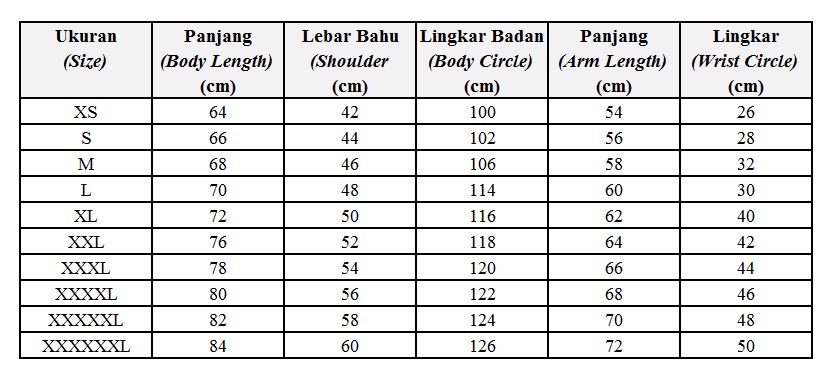 Ukuran Panjang Lebar Bahu Lingkar Badan Panjang Lingkar
(Size) (Body Length) (Shoulder (Body Circle) (Arm Length) (Wrist Circle)
(cm) (cm) (cm) (cm) (cm)
XS 64 42 100 54 26
S 66 44 102 56 28
M 68 46 106 58 32
L 70 48 114 60 30
XL 72 50 116 62 40
XXL 76 52 118 64 42
XXXL 78 54 120 66 44
XXXXL 80 56 122 68 46
XXXXXL 82 58 124 70 48
XXXXXXL 84 60 126 72 50